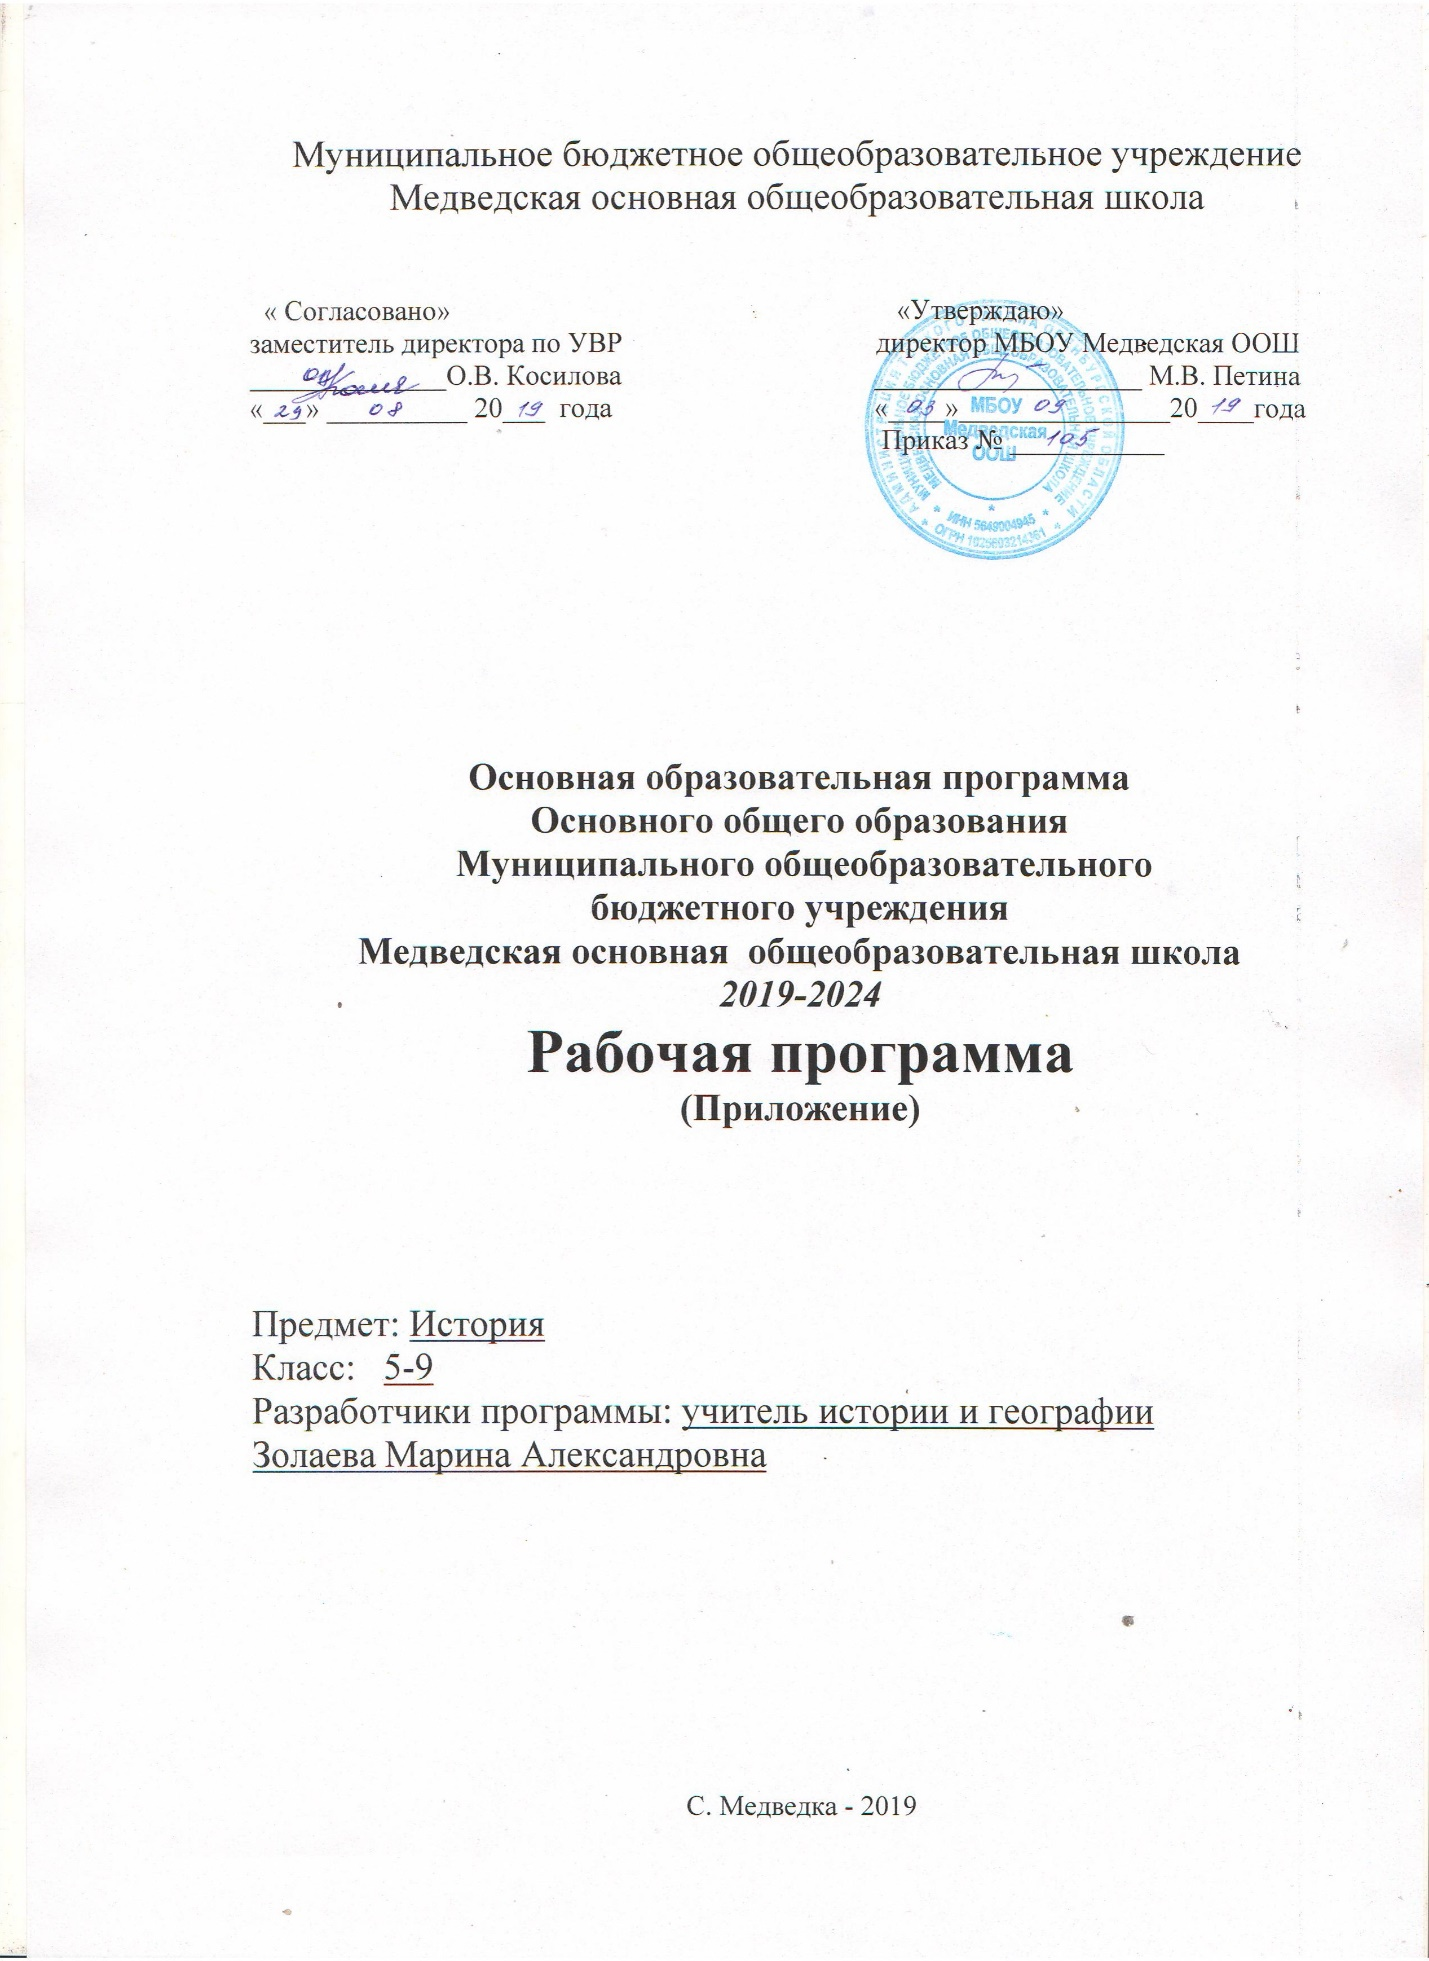 Муниципальное бюджетное общеобразовательное учреждение
Медведская основная общеобразовательная школа
« Согласовано»
заместитель директора по УВР
О.В. Косилова
«29» 08 2019 года
«Утверждаю»
директор МБОУ Медведская ООШ
М.В. Петина
«03» 09 2019 года
Приказ № 105
МБОУ
Медведская
ООШ
ИНН 5649004945
Основная образовательная программа
Основного общего образования
Муниципального общеобразовательного
бюджетного учреждения
Медведская основная общеобразовательная школа
2019-2024
Рабочая программа
(Приложение)
Предмет: История
Класс: 5-9
Разработчики программы: учитель истории и географии
Золаева Марина Александровна
С. Медведка - 2019